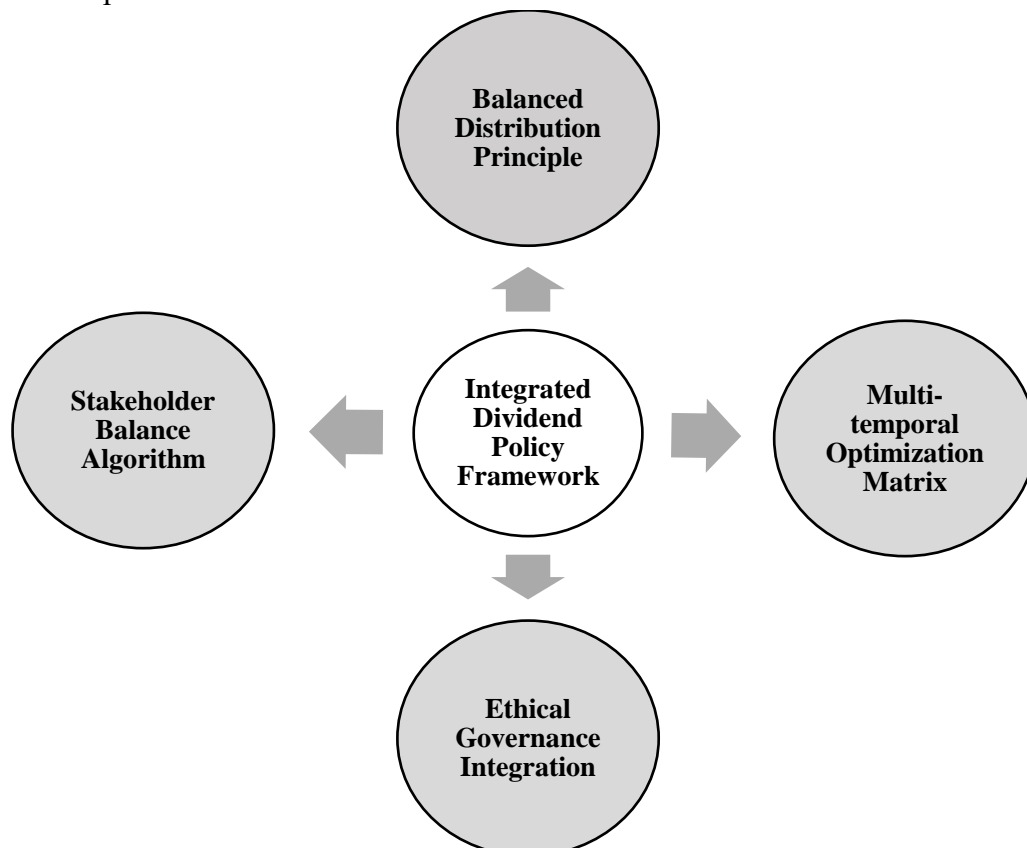 Balanced
Distribution
Principle
Stakeholder
Balance
Algorithm
Integrated
Dividend
Policy
Framework
Multi-
temporal
Optimization
Matrix
Ethical
Governance
Integration